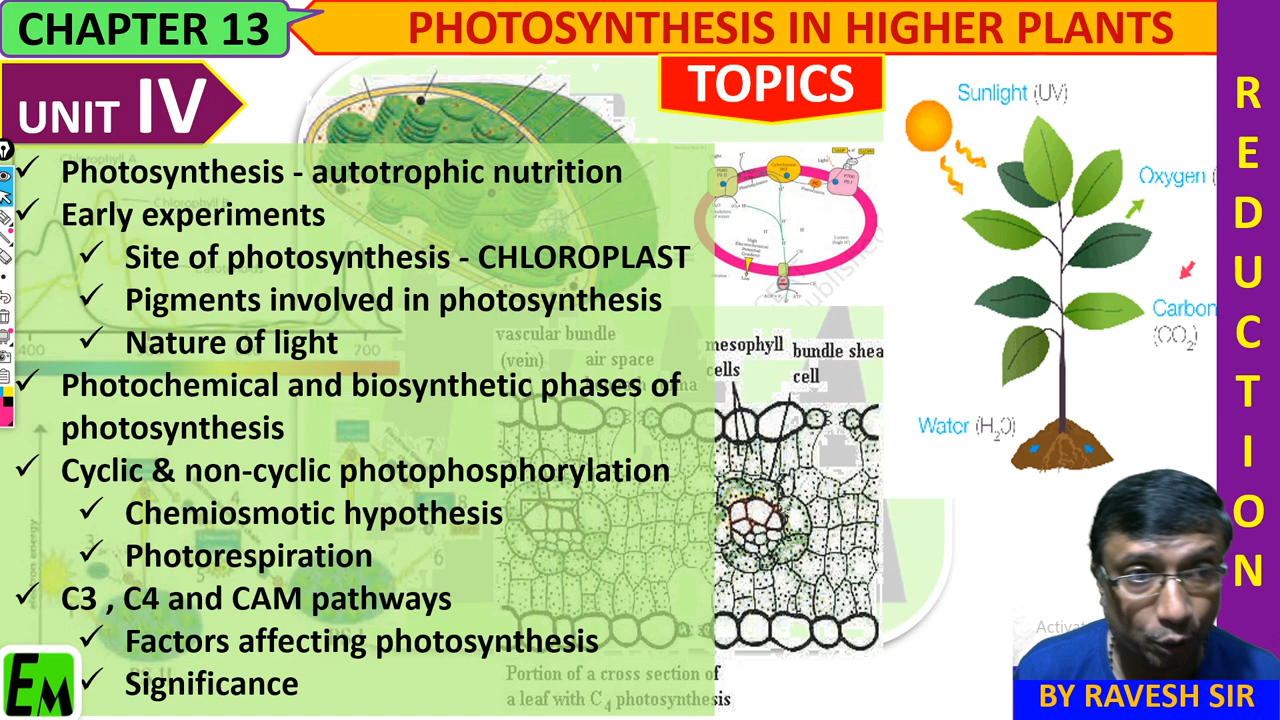 CHAPTER 13
PHOTOSYNTHESIS IN HIGHER PLANTS
UNIT IV
TOPICS
✓ Photosynthesis - autotrophic nutrition
✓ Early experiments
✓ Site of photosynthesis - CHLOROPLAST
✓ Pigments involved in photosynthesis
✓ Nature of light
✓ Photochemical and biosynthetic phases of
photosynthesis
✓ Cyclic & non-cyclic photophosphorylation
✓ Chemiosmotic hypothesis
✓ Photorespiration
✓ C3 , C4 and CAM pathways
✓ Factors affecting photosynthesis
✓ Significance
Em
400
700
vascular bundle
(vein)
air space
mesophyll
cells
bundle shea
cell
Portion of a cross section of
a leaf with C4 photosynthesis
Sunlight (UV)
Oxygen (
Carbon
(CO2)
Water (H2O)
REDUCTION
Activat
BY RAVESH SIR